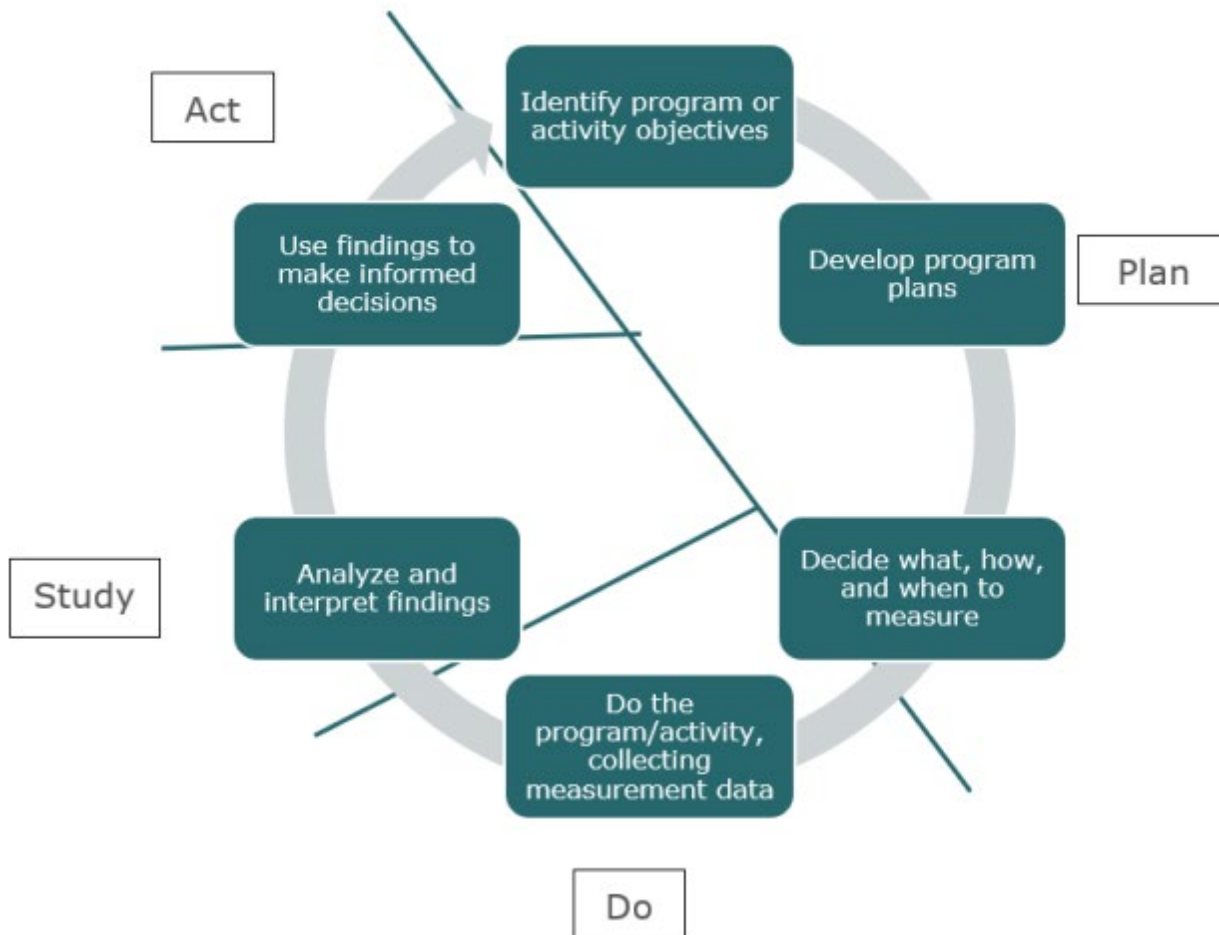 Act
Identify program or
activity objectives
Use findings to
make informed
decisions
Develop program
plans
Plan
Study
Analyze and
interpret findings
Decide what, how,
and when to
measure
Do the
program/activity,
collecting
measurement data
Do